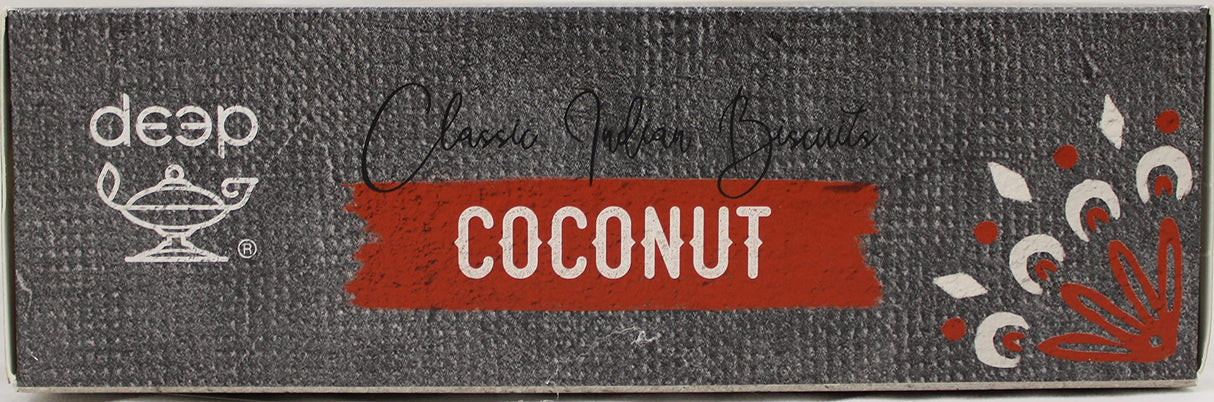 deep
®
Classic Indian Biscuits
COCONUT